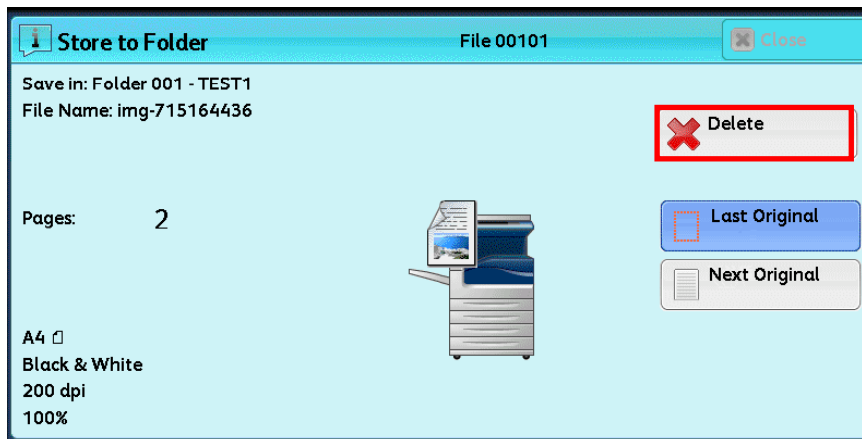 Store to Folder
File 00101
Close
Save in: Folder 001 - TEST1
File Name: img-715164436
Delete
Pages: 2
Last Original
Next Original
A4
Black & White
200 dpi
100%